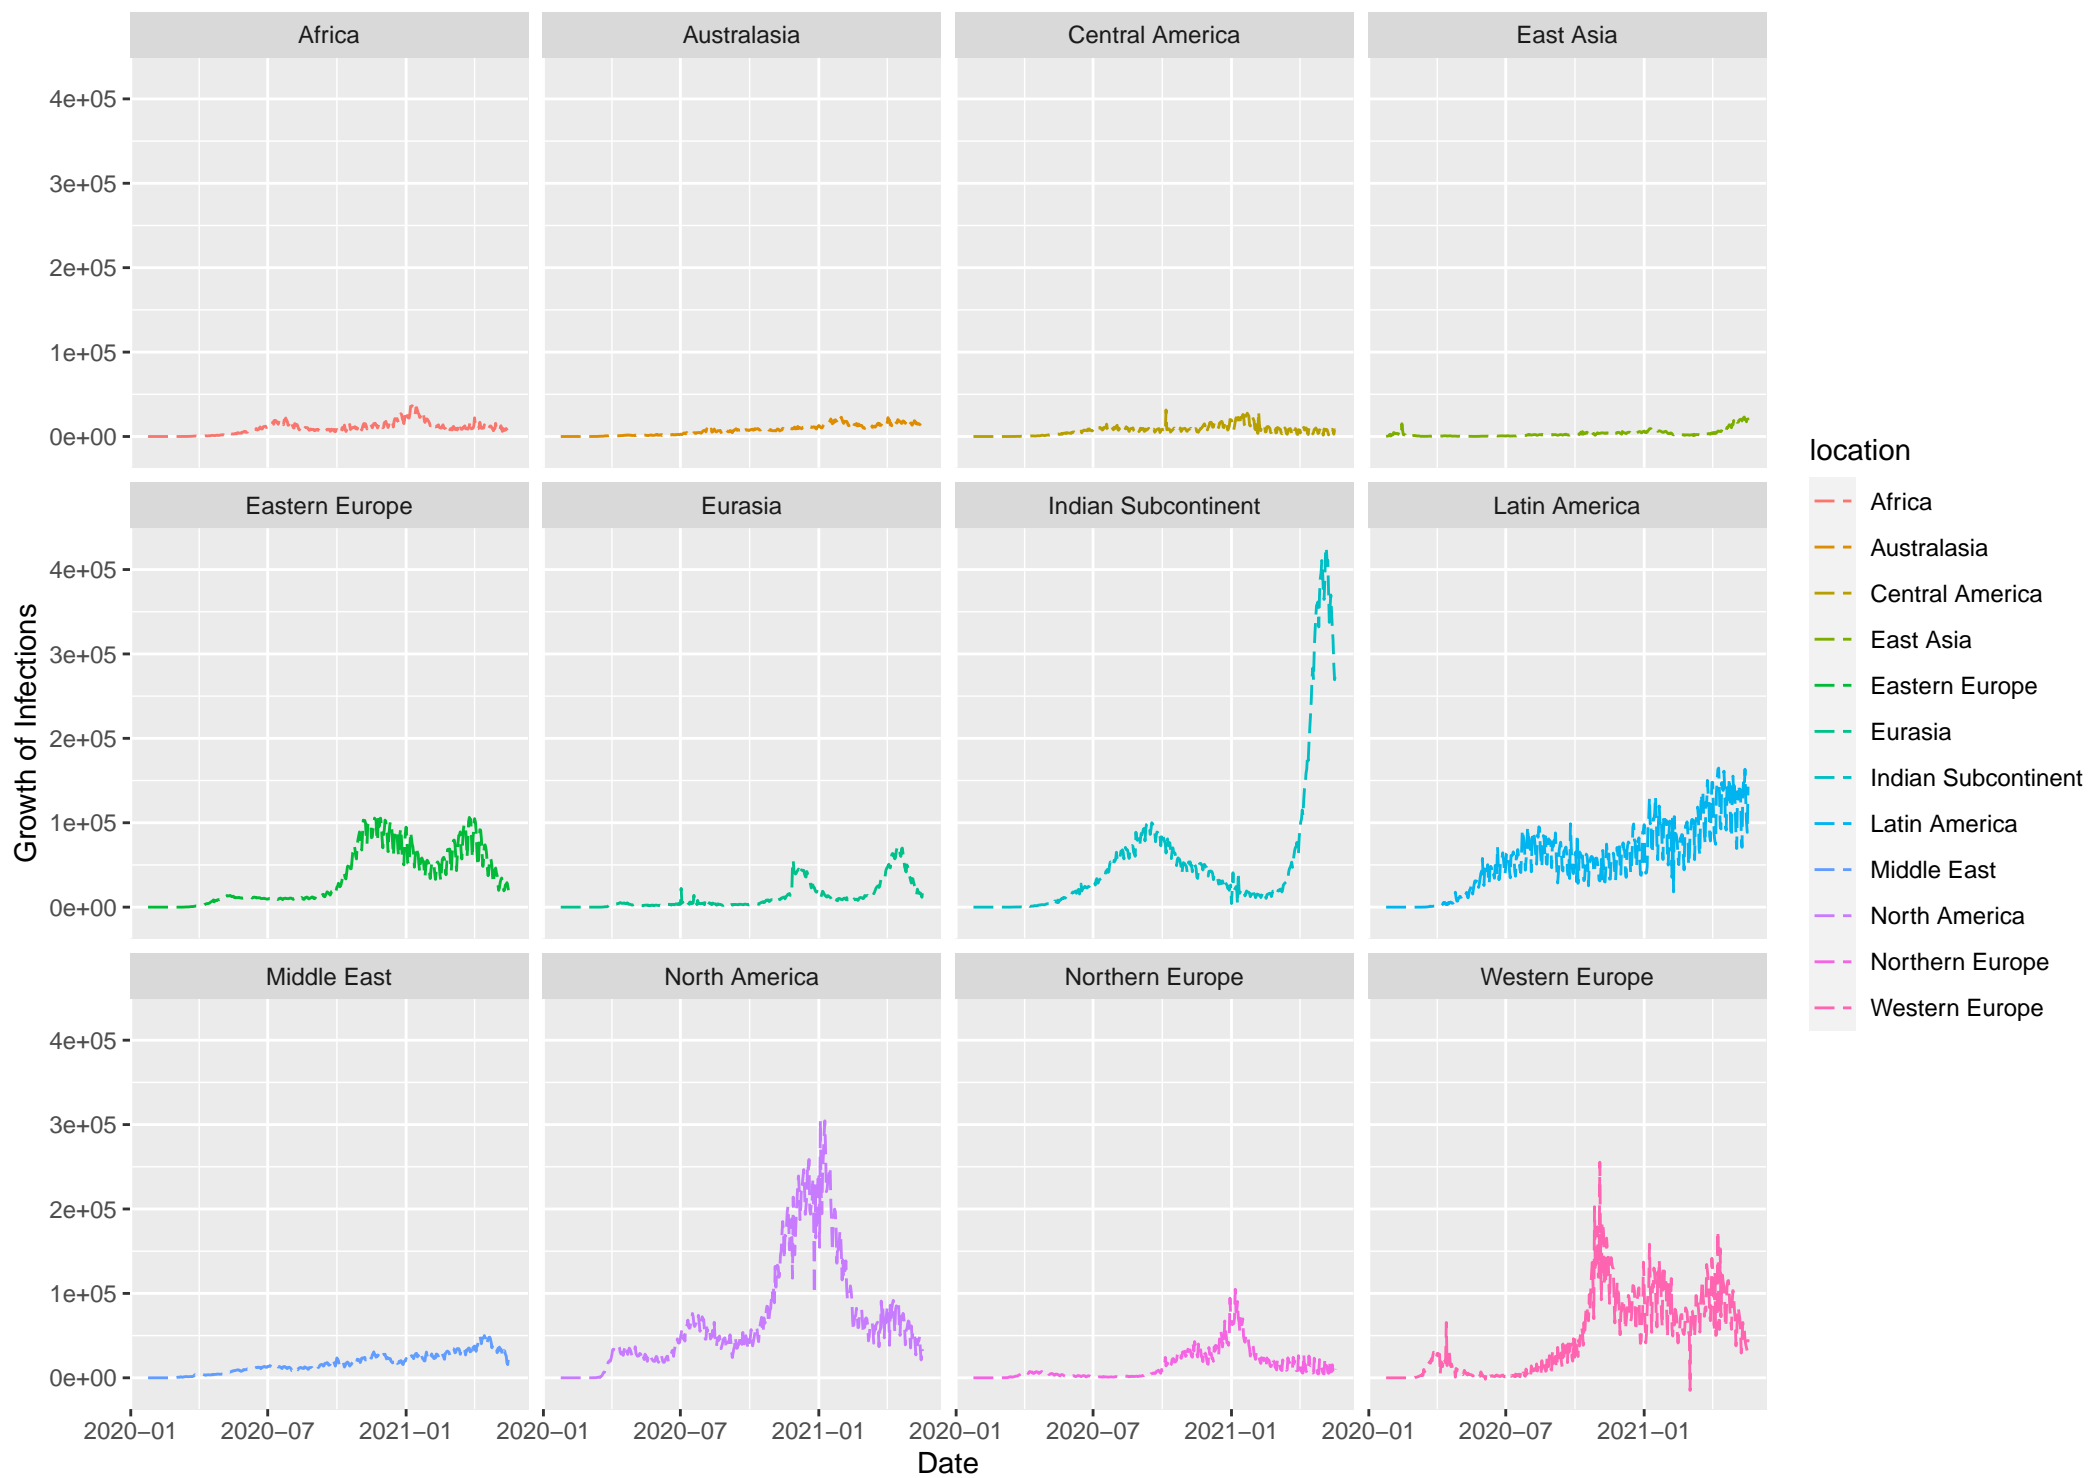 Africa
Australasia
Central America
East Asia
4e+05
3e+05
2e+05
1e+05
0e+00
Eastern Europe
Eurasia
Indian Subcontinent
Latin America
4e+05
3e+05
2e+05
1e+05
0e+00
Middle East
North America
Northern Europe
Western Europe
4e+05
3e+05
2e+05
1e+05
0e+00
2020−01 2020−07 2021−01 2020−01 2020−07 2021−01 2020−01 2020−07 2021−01 2020−01 2020−07 2021−01
Date
Growth of Infections
location
Africa
Australasia
Central America
East Asia
Eastern Europe
Eurasia
Indian Subcontinent
Latin America
Middle East
North America
Northern Europe
Western Europe